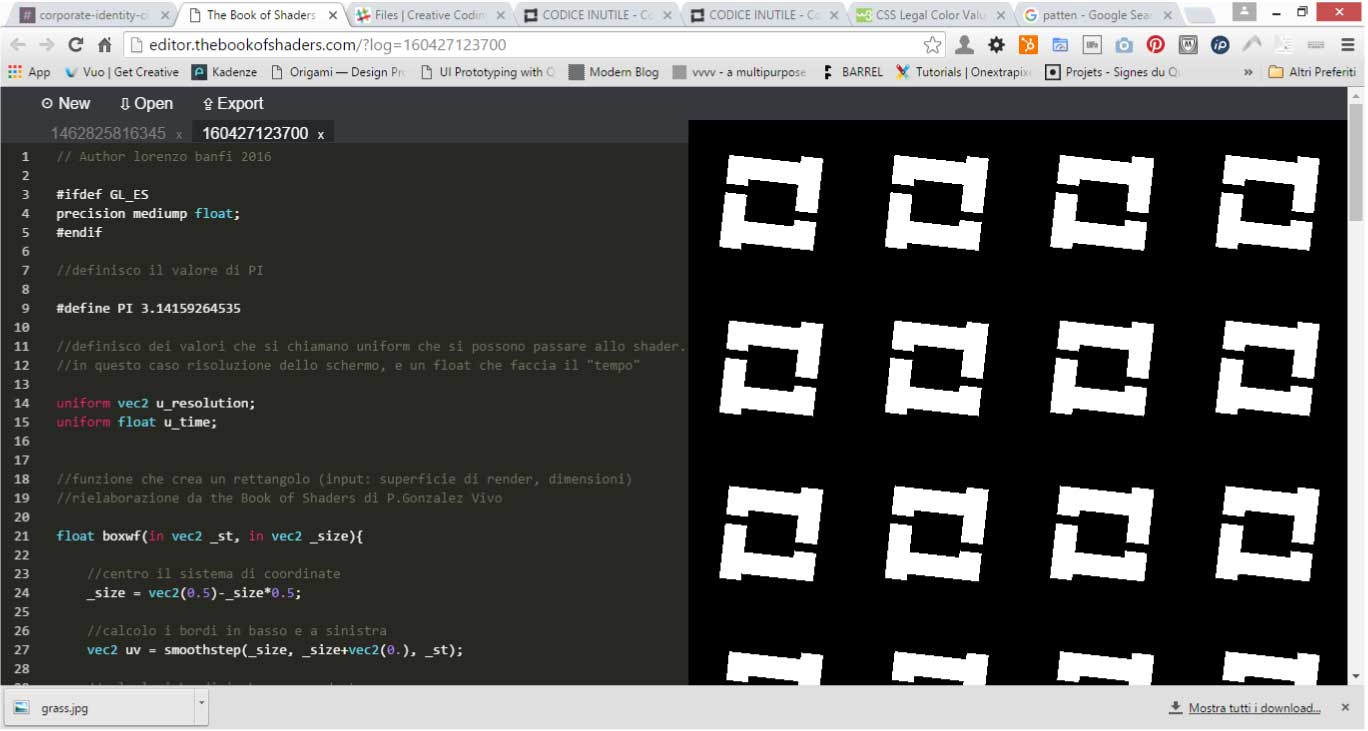 corporate-identity-ci
The Book of Shaders
Files | Creative Coding
CODICE INUTILE - Co
CODICE INUTILE - Co
CSS Legal Color Valu
patten - Google Sear
editor.thebookofshaders.com/?log=160427123700
App
Vuo | Get Creative
Kadenze
Origami — Design Pr
UI Prototyping with
Modern Blog
vvvv - a multipurpose
BARREL
Tutorials | Onextrapix
Projets - Signes du Qu
»
Altri Preferiti
New
Open
Export
1462825816345 x
160427123700 x
1 // Author lorenzo banfi 2016
2
3 #ifdef GL_ES
4 precision mediump float;
5 #endif
6
7 //definisco il valore di PI
8
9 #define PI 3.14159264535
10
11 //definisco dei valori che si chiamano uniform che si possono passare allo shader.
12 //in questo caso risoluzione dello schermo, e un float che faccia il "tempo"
13
14 uniform vec2 u_resolution;
15 uniform float u_time;
16
17
18 //funzione che crea un rettangolo (input: superficie di render, dimensioni)
19 //rielaborazione da the Book of Shaders di P.Gonzalez Vivo
20
21 float boxwf(in vec2 _st, in vec2 _size){
22
23 //centro il sistema di coordinate
24 _size = vec2(0.5)-_size*0.5;
25
26 //calcolo i bordi in basso e a sinistra
27 vec2 uv = smoothstep(_size, _size+vec2(0.), _st);
28
grass.jpg
Mostra tutti i download...